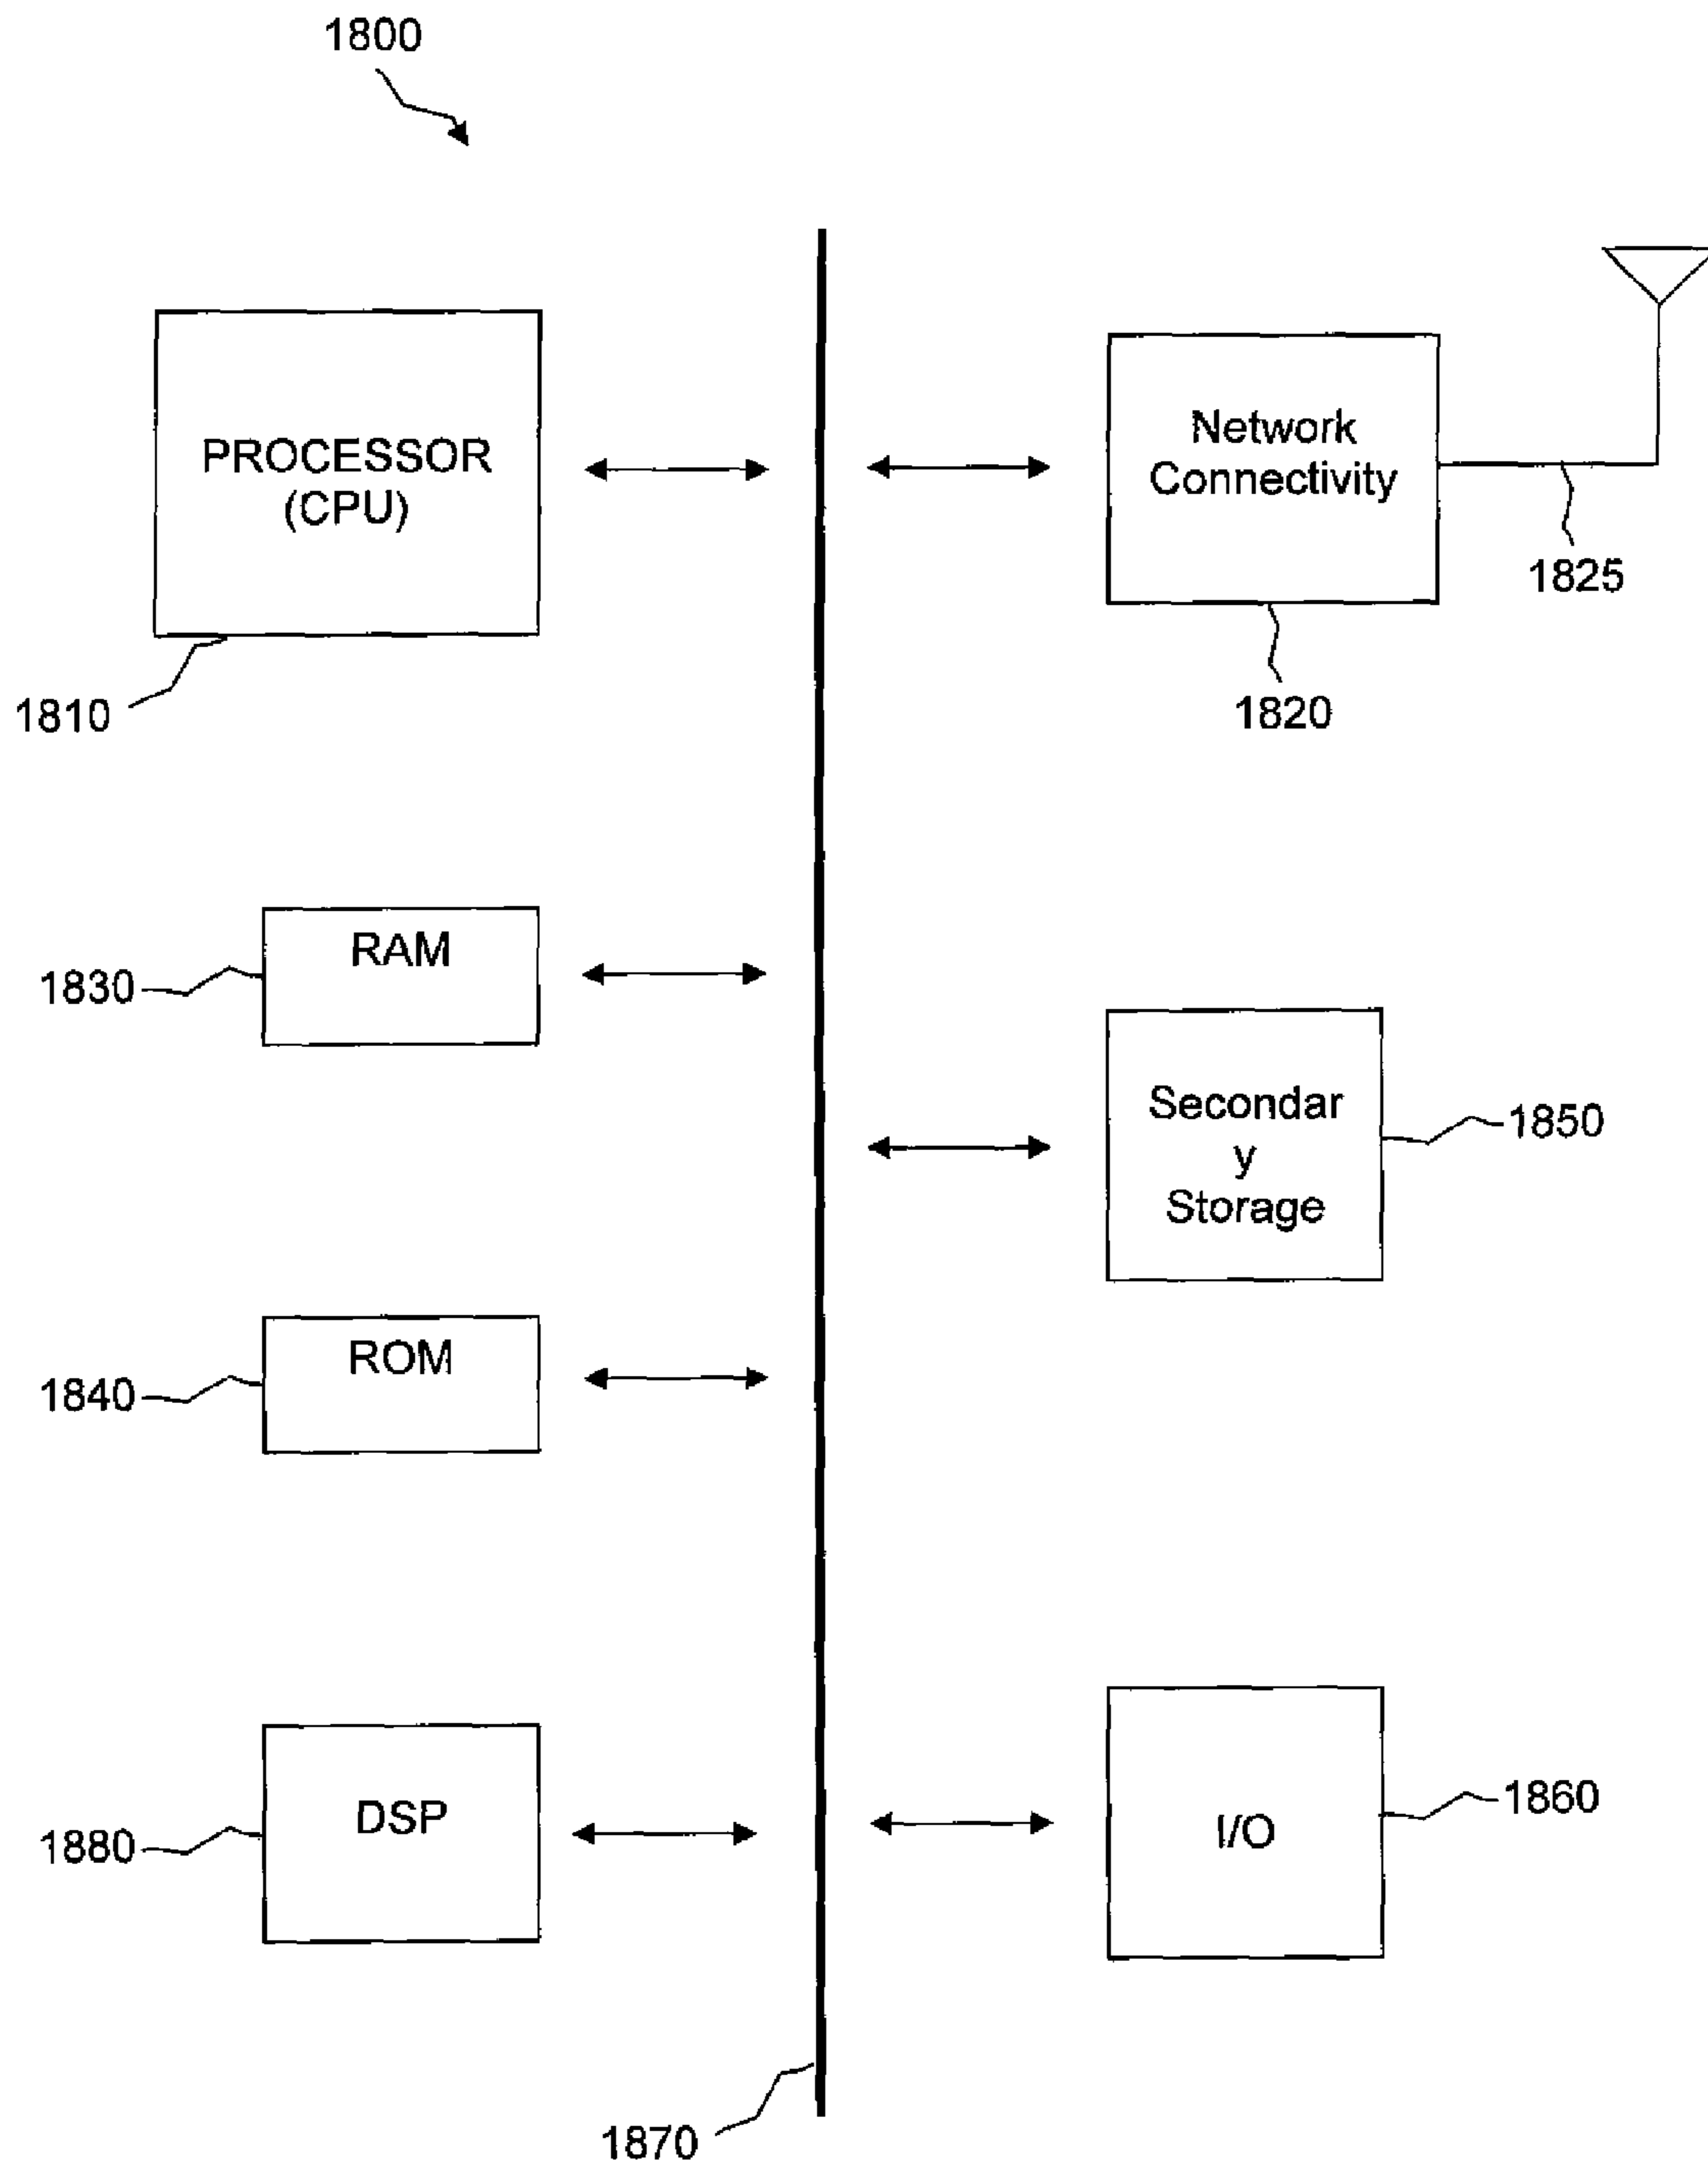 1800
PROCESSOR
(CPU)
1810
Network
Connectivity
1825
1820
RAM
1830
Secondar
y
Storage
1850
ROM
1840
DSP
1880
I/O
1860
1870